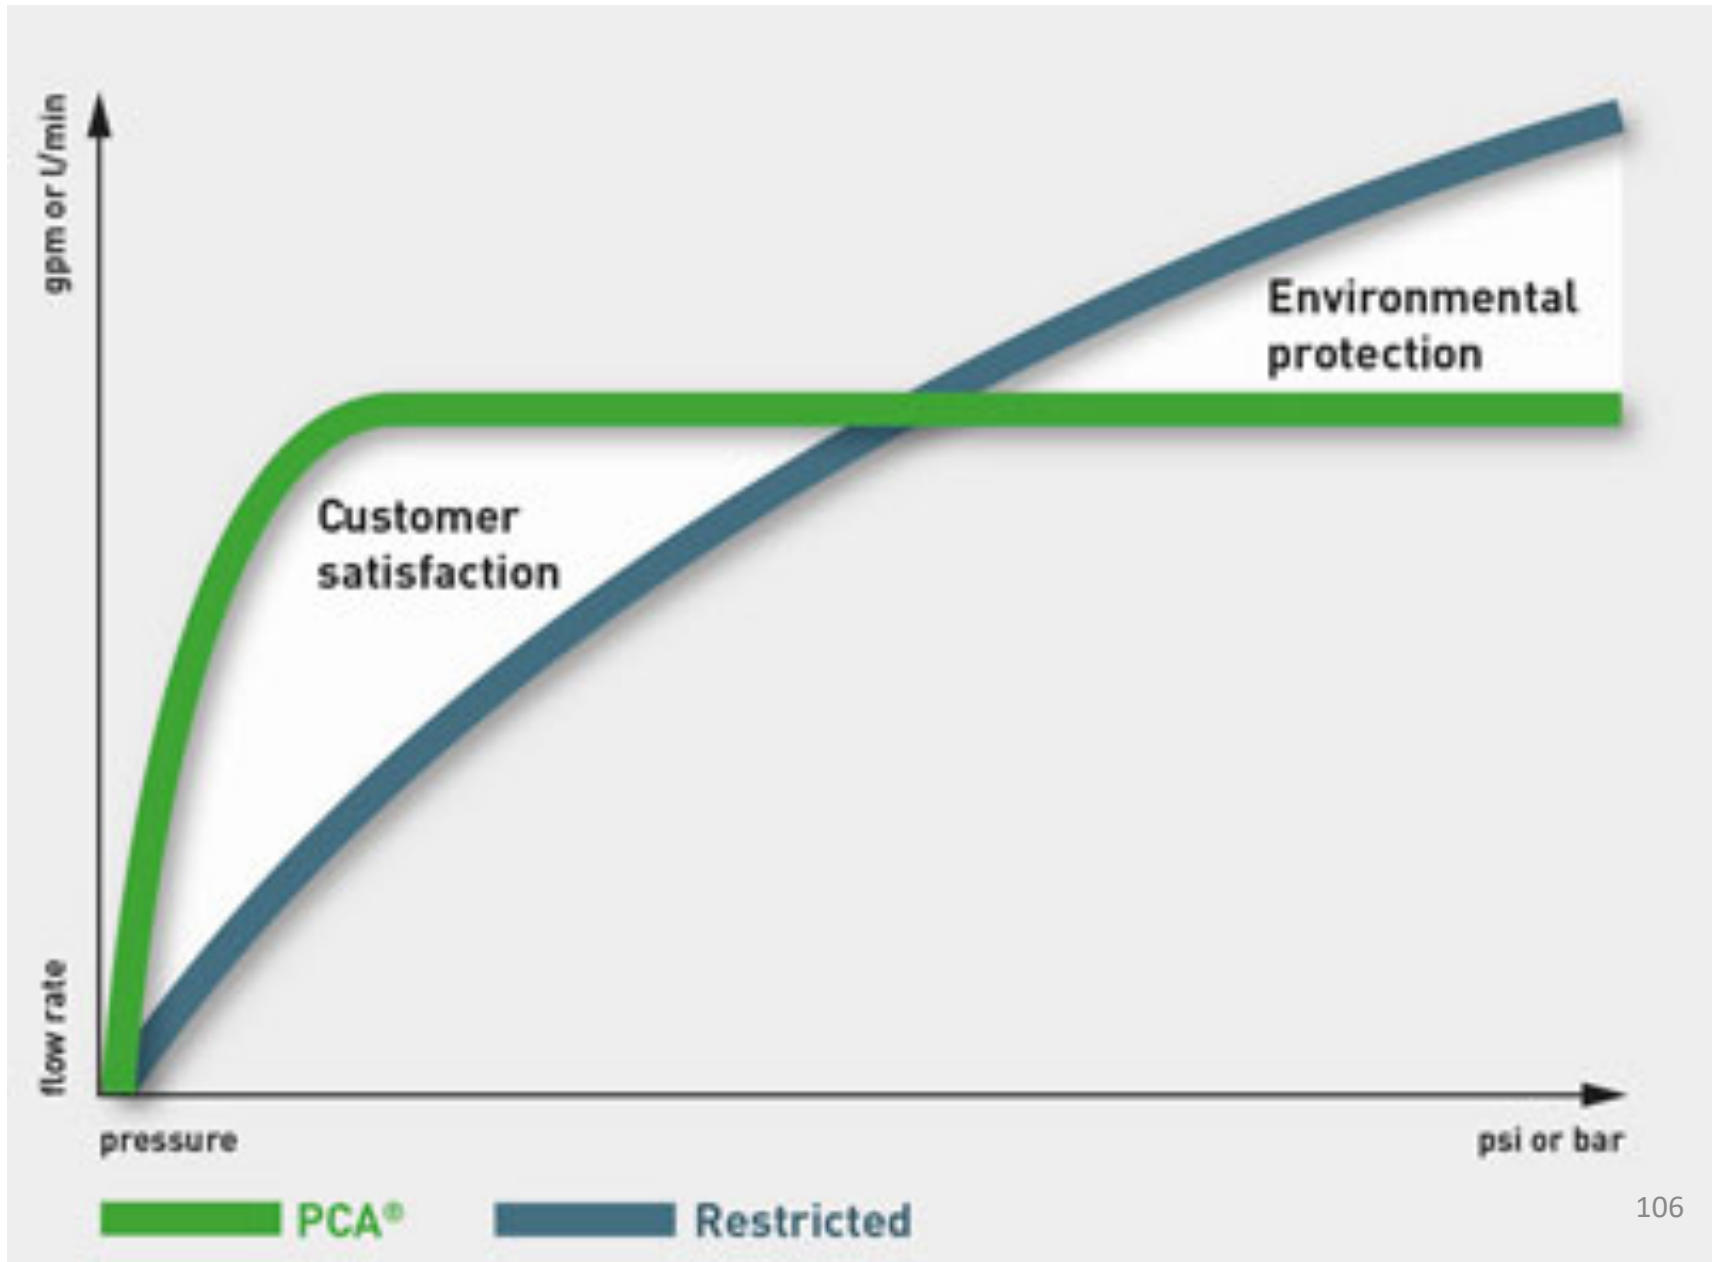 gpm or l/min
Environmental
protection
Customer
satisfaction
flow rate
pressure
psi or bar
PCA®
Restricted
106